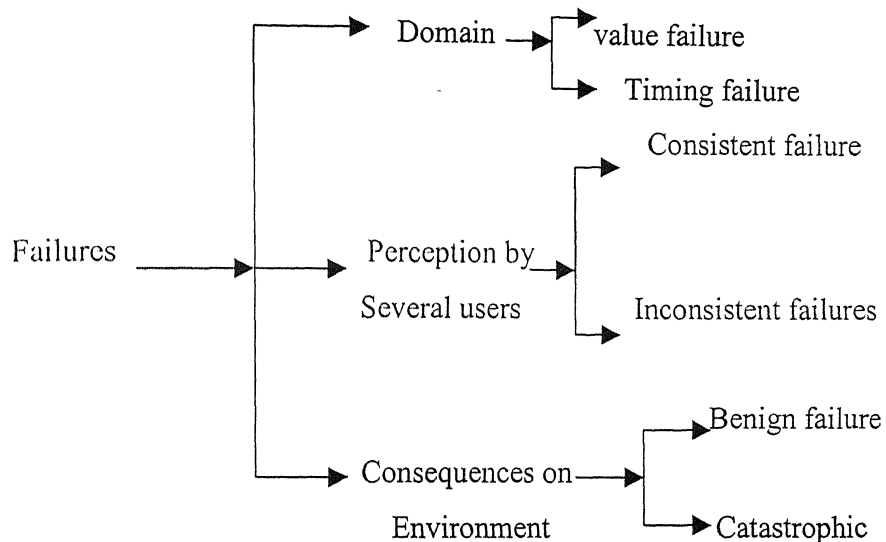 Domain
value failure
Timing failure
Consistent failure
Failures
Perception by
Several users
Inconsistent failures
Benign failure
Consequences on
Environment
Catastrophic